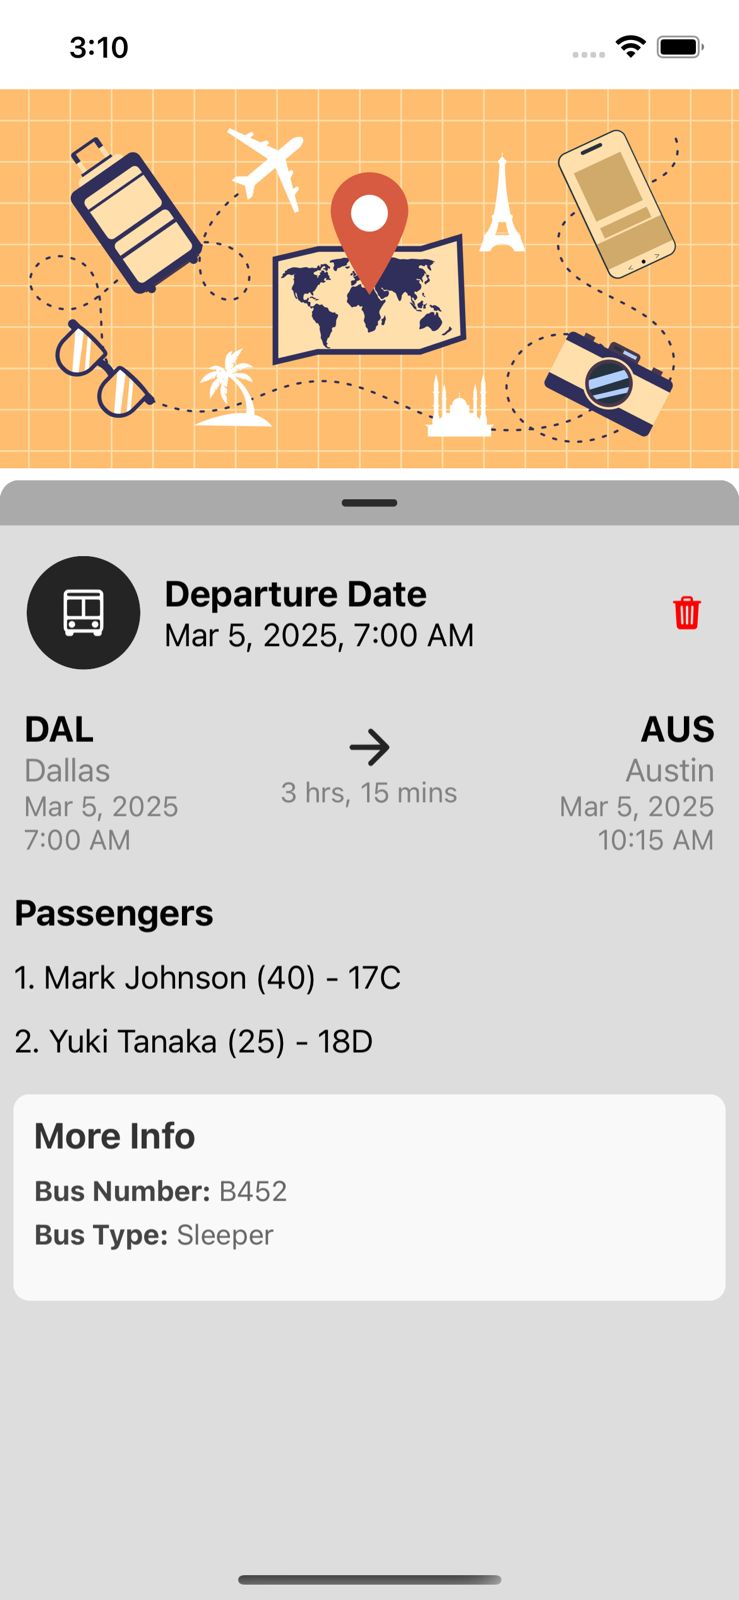 3:10
Departure Date
Mar 5, 2025, 7:00 AM
DAL
Dallas
Mar 5, 2025
7:00 AM
3 hrs, 15 mins
AUS
Austin
Mar 5, 2025
10:15 AM
Passengers
1. Mark Johnson (40) - 17C
2. Yuki Tanaka (25) - 18D
More Info
Bus Number: B452
Bus Type: Sleeper